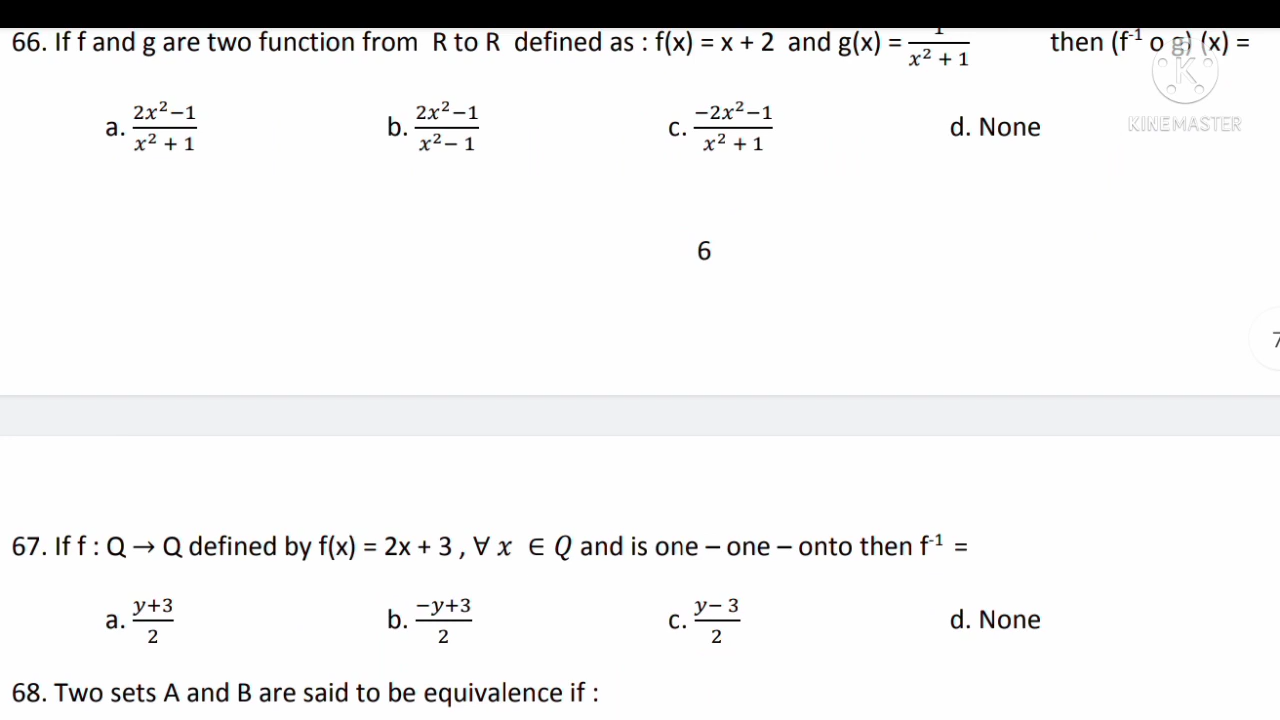 66. If f and g are two function from R to R defined as : f(x) = x + 2 and g(x) = 1/(x² + 1) then (f⁻¹ o g) (x) =
a. (2x²−1)/(x² + 1) b. (2x²−1)/(x²− 1) c. (−2x²−1)/(x² + 1) d. None
KINEMASTER
6
7
67. If f : Q → Q defined by f(x) = 2x + 3 , ∀ x ∈ Q and is one – one – onto then f⁻¹ =
a. (y+3)/2 b. (−y+3)/2 c. (y− 3)/2 d. None
68. Two sets A and B are said to be equivalence if :